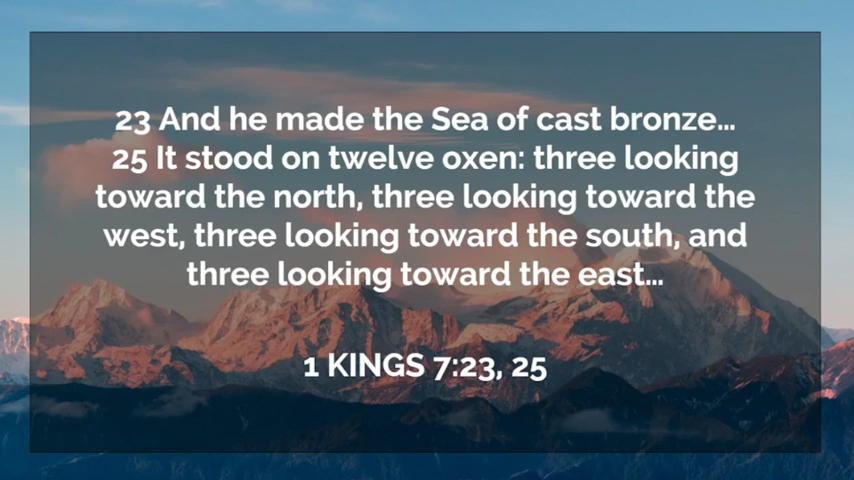 23 And he made the Sea of cast bronze...
25 It stood on twelve oxen: three looking
toward the north, three looking toward the
west, three looking toward the south, and
three looking toward the east...
1 KINGS 7:23, 25